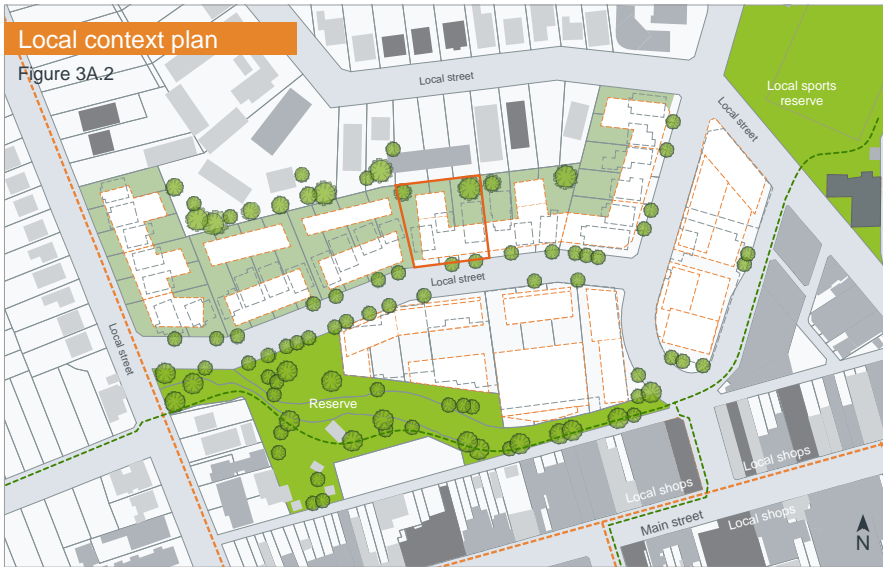 Local context plan
Figure 3A.2
Local street
Local sports
reserve
Local street
Local street
Local street
Reserve
Local shops
Local shops
Main street
Local shops
N